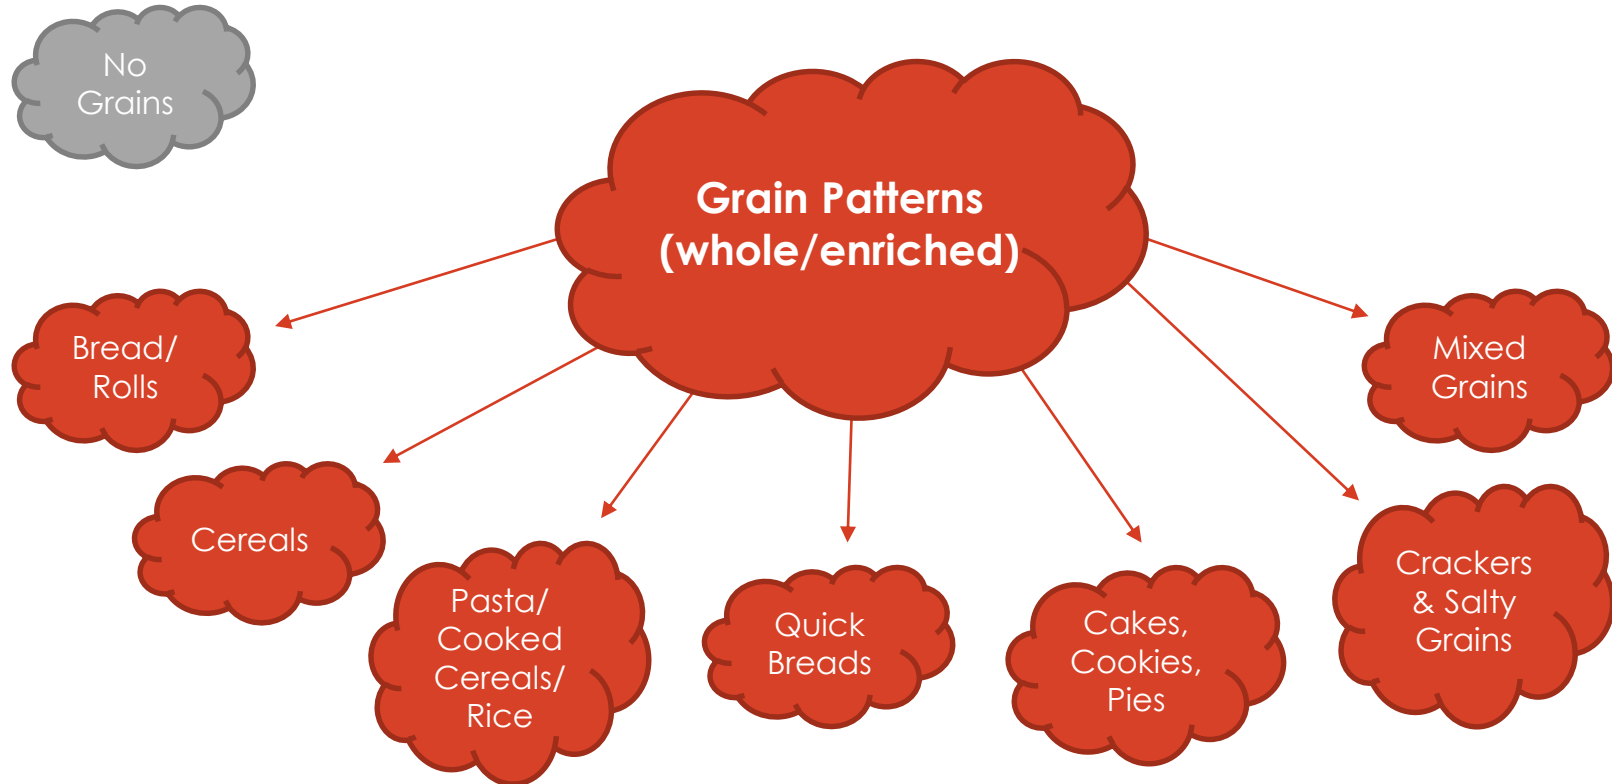 No
Grains
Grain Patterns
(whole/enriched)
Bread/
Rolls
Cereals
Pasta/
Cooked
Cereals/
Rice
Quick
Breads
Cakes,
Cookies,
Pies
Crackers
& Salty
Grains
Mixed
Grains